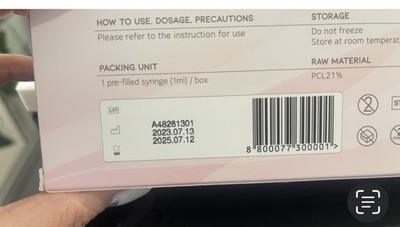 HOW TO USE, DOSAGE, PRECAUTIONS
Please refer to the instruction for use
STORAGE
Do not freeze
Store at room temperat
PACKING UNIT
1 pre-filled syringe (1ml) / box
RAW MATERIAL
PCL21%
LOT
A48281301
2023.07.13
2025.07.12
8 800077 300001 >
ST